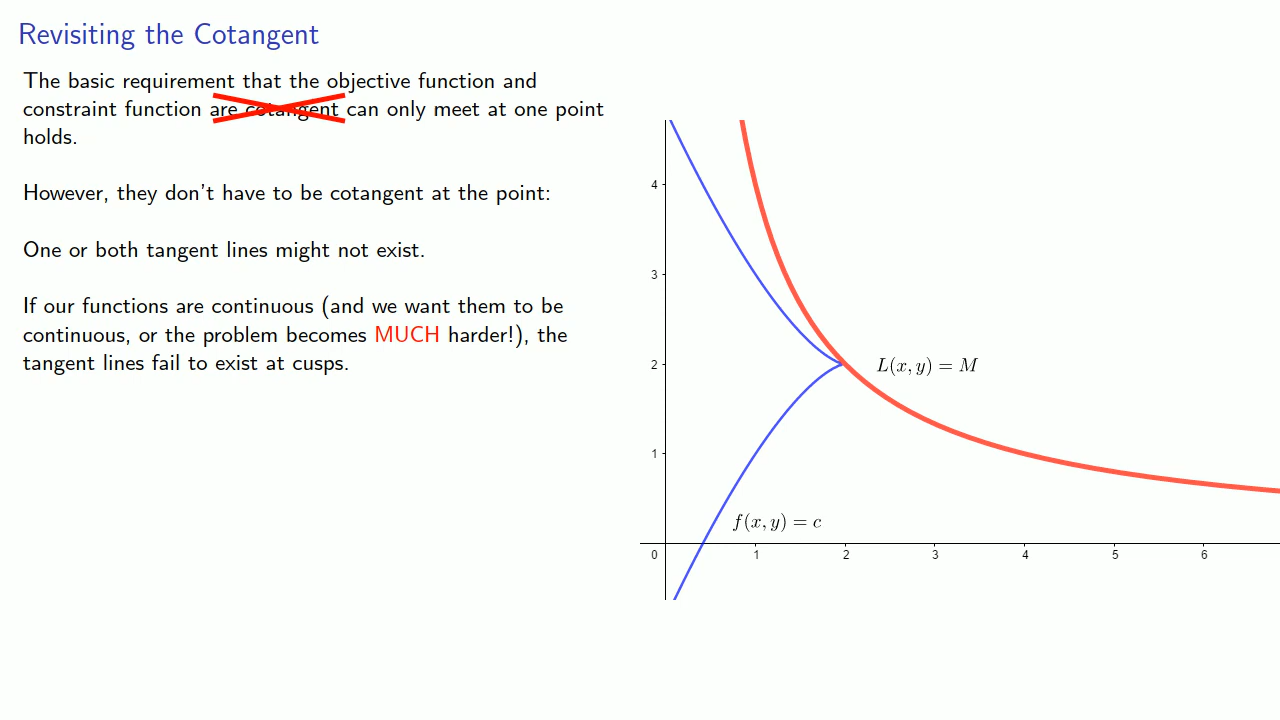 Revisiting the Cotangent
The basic requirement that the objective function and
constraint function are cotangent can only meet at one point
holds.
However, they don't have to be cotangent at the point:
One or both tangent lines might not exist.
If our functions are continuous (and we want them to be
continuous, or the problem becomes MUCH harder!), the
tangent lines fail to exist at cusps.
4
3
2
L(x, y) = M
1
f(x, y) = c
0 1 2 3 4 5 6